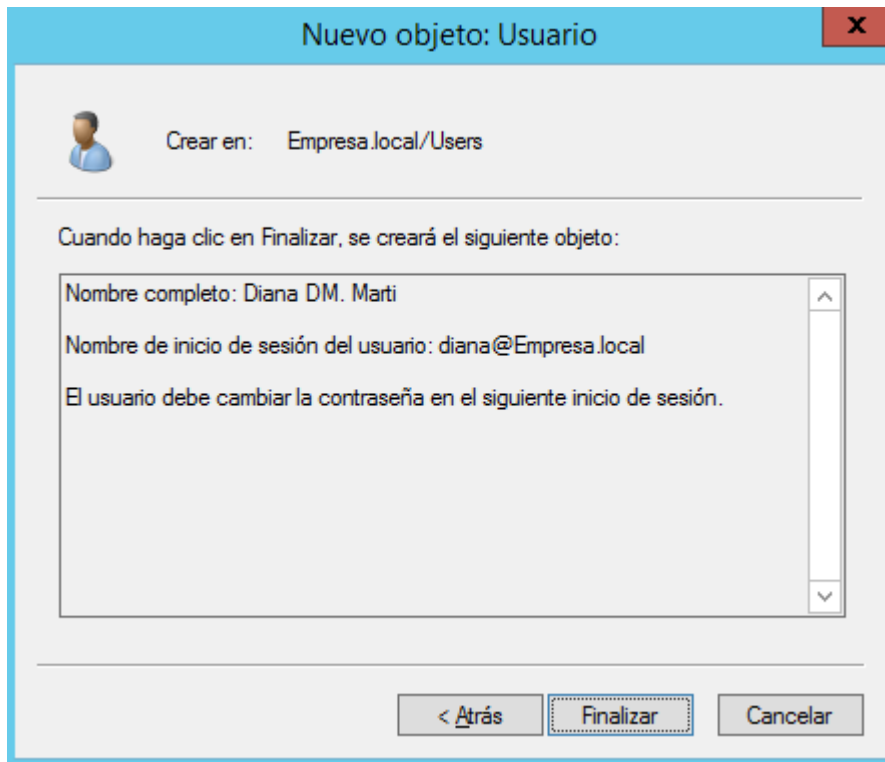 Nuevo objeto: Usuario
x
Crear en: Empresa.local/Users
Cuando haga clic en Finalizar, se creará el siguiente objeto:
Nombre completo: Diana DM. Marti
Nombre de inicio de sesión del usuario: diana@Empresa.local
El usuario debe cambiar la contraseña en el siguiente inicio de sesión.
< Atrás Finalizar Cancelar